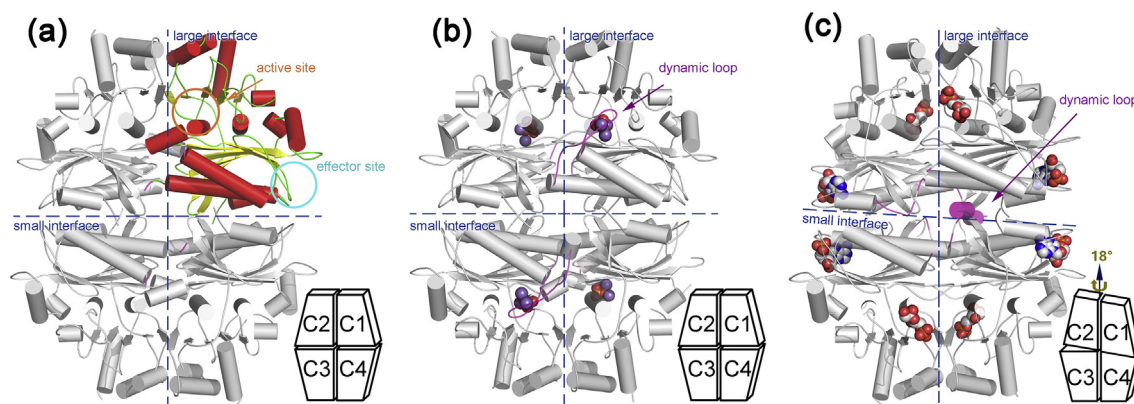 (a)
large interface
active site
effector site
small interface
C2 C1
C3 C4
(b)
large interface
dynamic loop
small interface
C2 C1
C3 C4
(c)
large interface
dynamic loop
small interface
18°
C2 C1
C3 C4